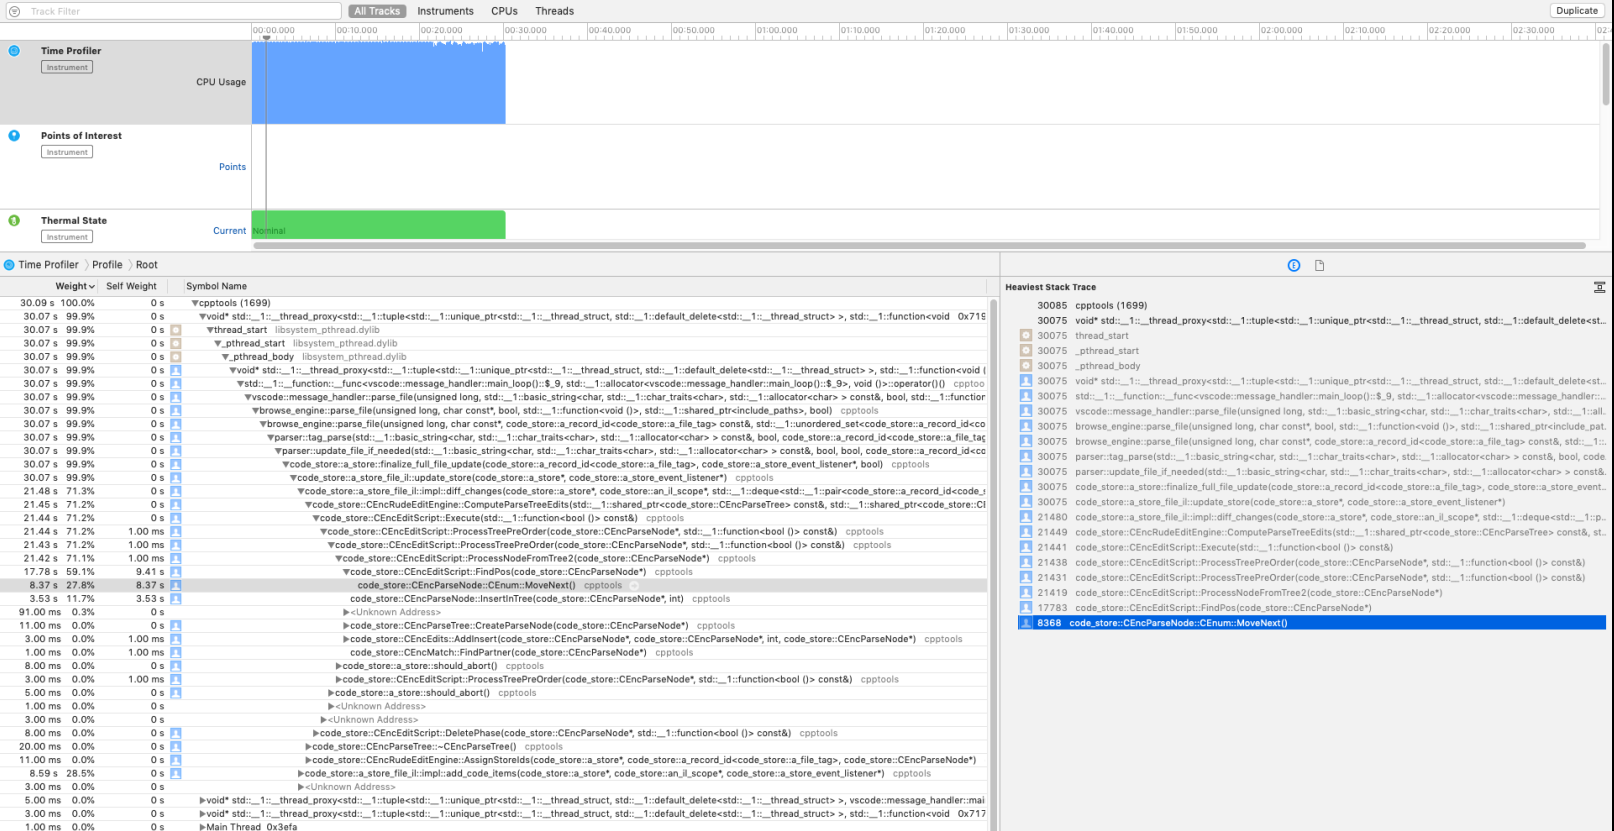 Track Filter All Tracks Instruments CPUs Threads Duplicate
00:00.000 00:10.000 00:20.000 00:30.000 00:40.000 00:50.000 01:00.000 01:10.000 01:20.000 01:30.000 01:40.000 01:50.000 02:00.000 02:10.000 02:20.000 02:30.000
Time Profiler
Instrument
CPU Usage
Points of Interest
Instrument
Points
Thermal State
Instrument
Current Nominal
Time Profiler Profile Root
Weight Self Weight Symbol Name
30.09 s 100.0% 0 s cpptools (1699)
30.07 s 99.9% 0 s void* std::__1::__thread_proxy<std::__1::tuple<std::__1::unique_ptr<std::__1::__thread_struct, std::__1::default_delete<std::__1::__thread_struct> >, std::__1::function<void 0x719
30.07 s 99.9% 0 s thread_start libsystem_pthread.dylib
30.07 s 99.9% 0 s _pthread_start libsystem_pthread.dylib
30.07 s 99.9% 0 s _pthread_body libsystem_pthread.dylib
30.07 s 99.9% 0 s void* std::__1::__thread_proxy<std::__1::tuple<std::__1::unique_ptr<std::__1::__thread_struct, std::__1::default_delete<std::__1::__thread_struct> >, std::__1::function<void (
30.07 s 99.9% 0 s std::__1::__function::__func<vscode::message_handler::main_loop()::$_9, std::__1::allocator<vscode::message_handler::main_loop()::$_9>, void ()>::operator()() cppto
30.07 s 99.9% 0 s vscode::message_handler::parse_file(unsigned long, std::__1::basic_string<char, std::__1::char_traits<char>, std::__1::allocator<char> > const&, bool, std::__1::function
30.07 s 99.9% 0 s browse_engine::parse_file(unsigned long, char const*, bool, std::__1::function<void ()>, std::__1::shared_ptr<include_paths>, bool) cpptools
30.07 s 99.9% 0 s browse_engine::parse_file(unsigned long, char const*, code_store::a_record_id<code_store::a_file_tag> const&, std::__1::unordered_set<code_store::a_record_id<co
30.07 s 99.9% 0 s parser::tag_parse(std::__1::basic_string<char, std::__1::char_traits<char>, std::__1::allocator<char> > const&, bool, code_store::a_record_id<code_store::a_file_tag
30.07 s 99.9% 0 s parser::update_file_if_needed(std::__1::basic_string<char, std::__1::char_traits<char>, std::__1::allocator<char> > const&, bool, bool, code_store::a_record_id<co
30.07 s 99.9% 0 s code_store::a_store::finalize_full_file_update(code_store::a_record_id<code_store::a_file_tag>, code_store::a_store_event_listener*, bool) cpptools
30.07 s 99.9% 0 s code_store::a_store_file_il::update_store(code_store::a_store*, code_store::a_store_event_listener*) cpptools
21.48 s 71.3% 0 s code_store::a_store_file_il::impl::diff_changes(code_store::a_store*, code_store::an_il_scope*, std::__1::deque<std::__1::pair<code_store::a_record_id<code_s
21.45 s 71.2% 0 s code_store::CEncRudeEditEngine::ComputeParseTreeEdits(std::__1::shared_ptr<code_store::CEncParseTree> const&, std::__1::shared_ptr<code_store::CE
21.44 s 71.2% 0 s code_store::CEncEditScript::Execute(std::__1::function<bool ()> const&) cpptools
21.44 s 71.2% 1.00 ms code_store::CEncEditScript::ProcessTreePreOrder(code_store::CEncParseNode*, std::__1::function<bool ()> const&) cpptools
21.43 s 71.2% 1.00 ms code_store::CEncEditScript::ProcessTreePreOrder(code_store::CEncParseNode*, std::__1::function<bool ()> const&) cpptools
21.42 s 71.1% 1.00 ms code_store::CEncEditScript::ProcessNodeFromTree2(code_store::CEncParseNode*) cpptools
17.78 s 59.1% 9.41 s code_store::CEncEditScript::FindPos(code_store::CEncParseNode*) cpptools
8.37 s 27.8% 8.37 s code_store::CEncParseNode::CEnum::MoveNext() cpptools
3.53 s 11.7% 3.53 s code_store::CEncParseNode::InsertInTree(code_store::CEncParseNode*, int) cpptools
91.00 ms 0.3% 0 s <Unknown Address>
11.00 ms 0.0% 0 s code_store::CEncParseTree::CreateParseNode(code_store::CEncParseNode*) cpptools
3.00 ms 0.0% 1.00 ms code_store::CEncEdits::AddInsert(code_store::CEncParseNode*, code_store::CEncParseNode*, int, code_store::CEncParseNode*) cpptools
1.00 ms 0.0% 1.00 ms code_store::CEncMatch::FindPartner(code_store::CEncParseNode*) cpptools
8.00 ms 0.0% 0 s code_store::a_store::should_abort() cpptools
3.00 ms 0.0% 1.00 ms code_store::CEncEditScript::ProcessTreePreOrder(code_store::CEncParseNode*, std::__1::function<bool ()> const&) cpptools
5.00 ms 0.0% 0 s code_store::a_store::should_abort() cpptools
1.00 ms 0.0% 0 s <Unknown Address>
3.00 ms 0.0% 0 s <Unknown Address>
8.00 ms 0.0% 0 s code_store::CEncEditScript::DeletePhase(code_store::CEncParseNode*, std::__1::function<bool ()> const&) cpptools
20.00 ms 0.0% 0 s code_store::CEncParseTree::~CEncParseTree() cpptools
11.00 ms 0.0% 0 s code_store::CEncRudeEditEngine::AssignStoreIds(code_store::a_store*, code_store::a_record_id<code_store::a_file_tag>, code_store::CEncParseNode*)
8.59 s 28.5% 0 s code_store::a_store_file_il::impl::add_code_items(code_store::a_store*, code_store::an_il_scope*, code_store::a_store_event_listener*) cpptools
3.00 ms 0.0% 0 s <Unknown Address>
5.00 ms 0.0% 0 s void* std::__1::__thread_proxy<std::__1::tuple<std::__1::unique_ptr<std::__1::__thread_struct, std::__1::default_delete<std::__1::__thread_struct> >, vscode::message_handler::mai
3.00 ms 0.0% 0 s void* std::__1::__thread_proxy<std::__1::tuple<std::__1::unique_ptr<std::__1::__thread_struct, std::__1::default_delete<std::__1::__thread_struct> >, std::__1::function<void 0x717
1.00 ms 0.0% 0 s Main Thread 0x3efa
Heaviest Stack Trace
30085 cpptools (1699)
30075 void* std::__1::__thread_proxy<std::__1::tuple<std::__1::unique_ptr<std::__1::__thread_struct, std::__1::default_delete<st...
30075 thread_start
30075 _pthread_start
30075 _pthread_body
30075 void* std::__1::__thread_proxy<std::__1::tuple<std::__1::unique_ptr<std::__1::__thread_struct, std::__1::default_delete<st...
30075 std::__1::__function::__func<vscode::message_handler::main_loop()::$_9, std::__1::allocator<vscode::message_handler::...
30075 vscode::message_handler::parse_file(unsigned long, std::__1::basic_string<char, std::__1::char_traits<char>, std::__1::all...
30075 browse_engine::parse_file(unsigned long, char const*, bool, std::__1::function<void ()>, std::__1::shared_ptr<include_pat...
30075 browse_engine::parse_file(unsigned long, char const*, code_store::a_record_id<code_store::a_file_tag> const&, std::__1::...
30075 parser::tag_parse(std::__1::basic_string<char, std::__1::char_traits<char>, std::__1::allocator<char> > const&, bool, code...
30075 parser::update_file_if_needed(std::__1::basic_string<char, std::__1::char_traits<char>, std::__1::allocator<char> > const&...
30075 code_store::a_store::finalize_full_file_update(code_store::a_record_id<code_store::a_file_tag>, code_store::a_store_event...
30075 code_store::a_store_file_il::update_store(code_store::a_store*, code_store::a_store_event_listener*)
21480 code_store::a_store_file_il::impl::diff_changes(code_store::a_store*, code_store::an_il_scope*, std::__1::deque<std::__1::p...
21449 code_store::CEncRudeEditEngine::ComputeParseTreeEdits(std::__1::shared_ptr<code_store::CEncParseTree> const&, st...
21441 code_store::CEncEditScript::Execute(std::__1::function<bool ()> const&)
21438 code_store::CEncEditScript::ProcessTreePreOrder(code_store::CEncParseNode*, std::__1::function<bool ()> const&)
21431 code_store::CEncEditScript::ProcessTreePreOrder(code_store::CEncParseNode*, std::__1::function<bool ()> const&)
21419 code_store::CEncEditScript::ProcessNodeFromTree2(code_store::CEncParseNode*)
17783 code_store::CEncEditScript::FindPos(code_store::CEncParseNode*)
8368 code_store::CEncParseNode::CEnum::MoveNext()